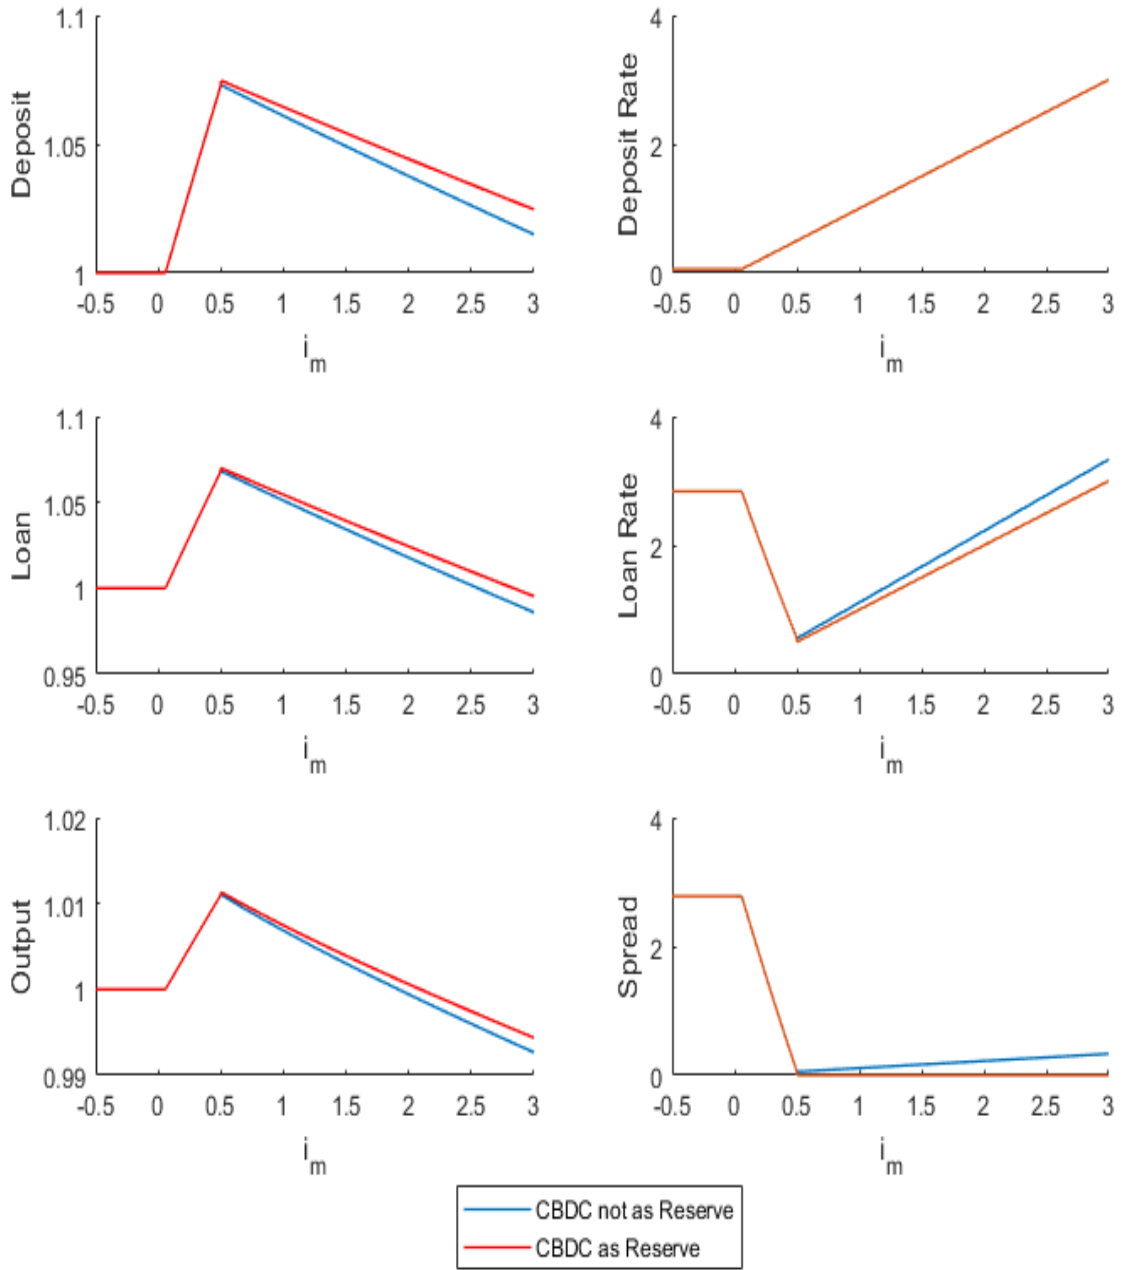 1.1
1.05
1
Deposit
-0.5 0 0.5 1 1.5 2 2.5 3
i_m
4
2
0
Deposit Rate
-0.5 0 0.5 1 1.5 2 2.5 3
i_m
1.1
1.05
1
0.95
Loan
-0.5 0 0.5 1 1.5 2 2.5 3
i_m
4
2
0
Loan Rate
-0.5 0 0.5 1 1.5 2 2.5 3
i_m
1.02
1.01
1
0.99
Output
-0.5 0 0.5 1 1.5 2 2.5 3
i_m
4
2
0
Spread
-0.5 0 0.5 1 1.5 2 2.5 3
i_m
CBDC not as Reserve
CBDC as Reserve